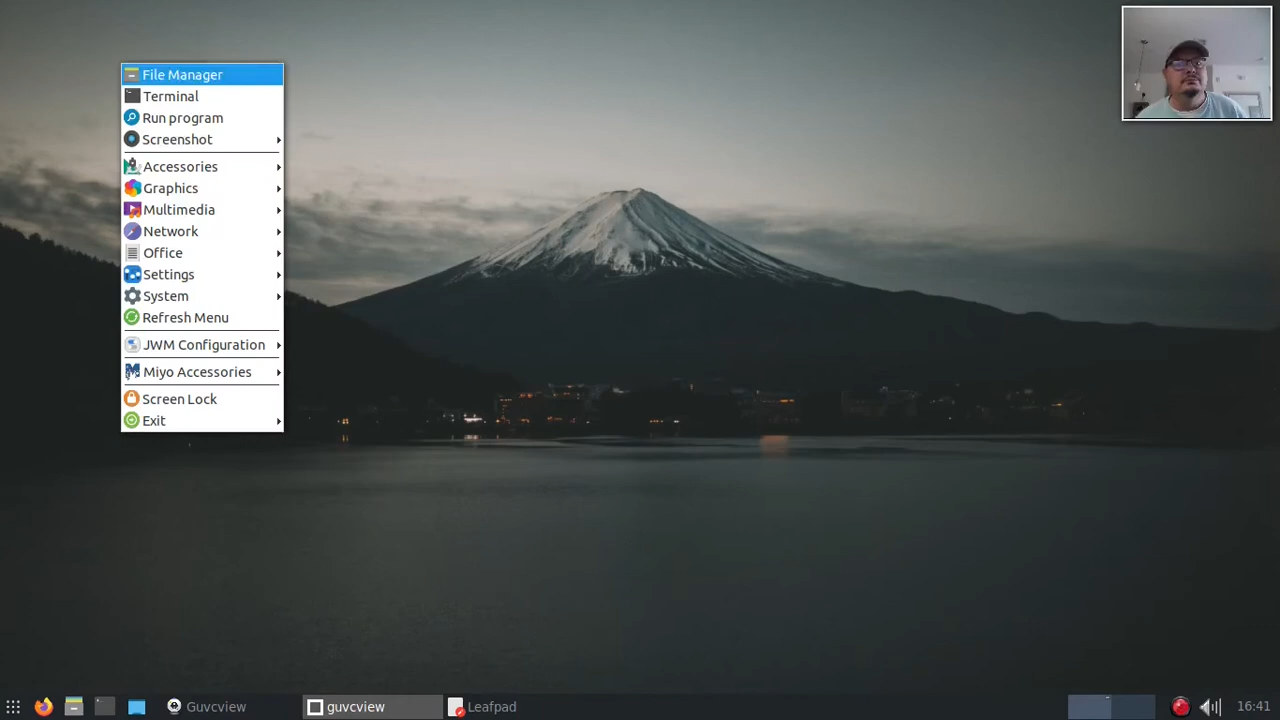 File Manager
Terminal
Run program
Screenshot
Accessories
Graphics
Multimedia
Network
Office
Settings
System
Refresh Menu
JWM Configuration
Miyo Accessories
Screen Lock
Exit
Guvcview
guvcview
Leafpad
16:41